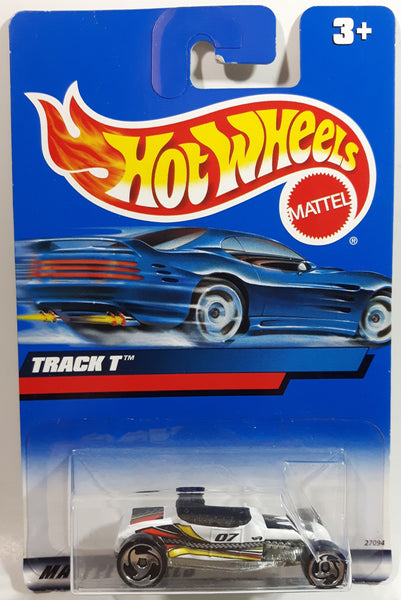 3+
Hot Wheels
MATTEL
®
TRACK T™
07
27094